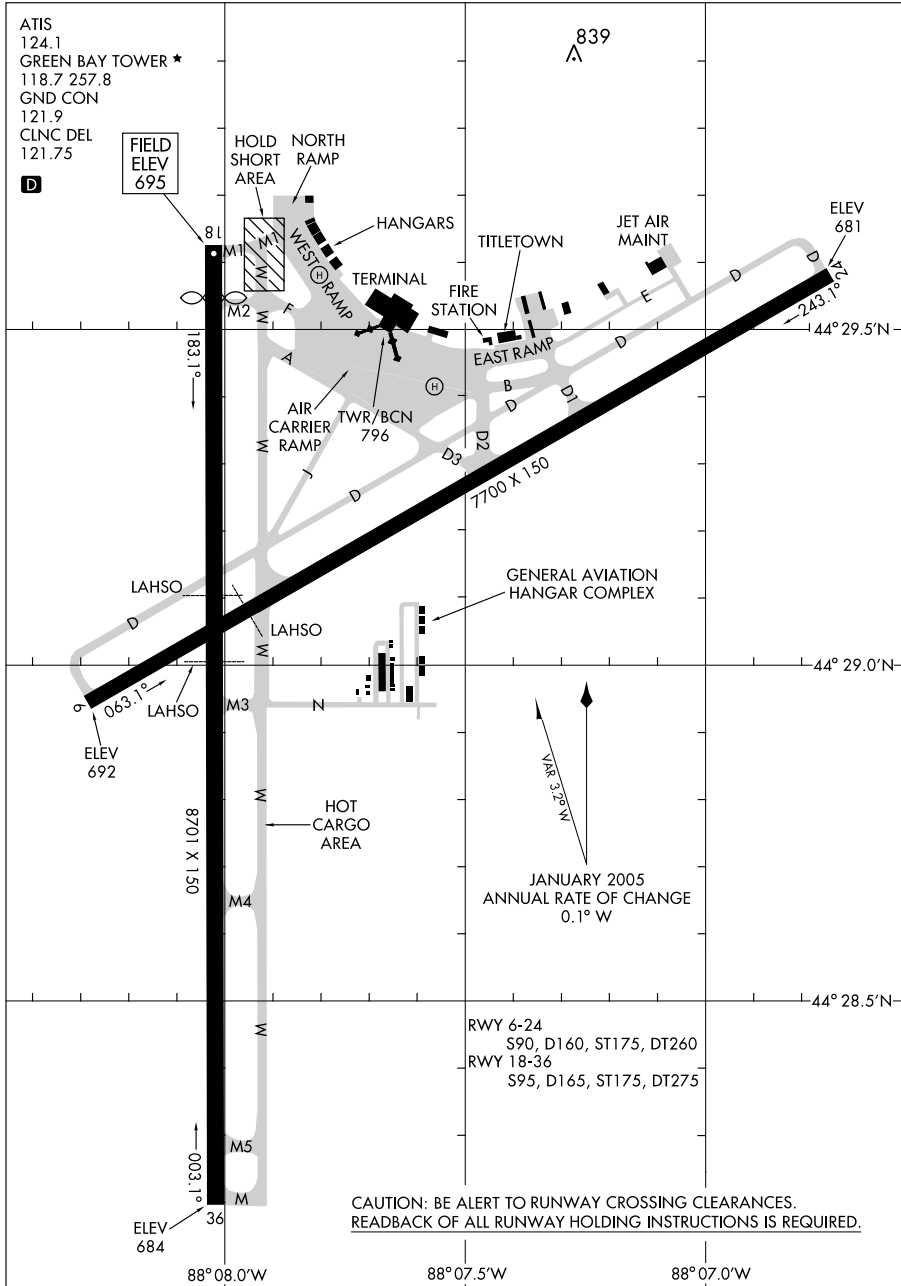 ATIS
124.1
GREEN BAY TOWER ★
118.7 257.8
GND CON
121.9
CLNC DEL
121.75
D
839
FIELD
ELEV
695
HOLD
SHORT
AREA
NORTH
RAMP
HANGARS
WEST RAMP
H
TERMINAL
TITLETOWN
FIRE
STATION
JET AIR
MAINT
ELEV
681
18
M1
M1
M
M2
M
F
A
183.1°
AIR
CARRIER
RAMP
TWR/BCN
796
H
EAST RAMP
E
D
D
D
24
243.1°
44° 29.5'N
B
D
D1
D2
D3
7700 X 150
M
J
D
LAHSO
LAHSO
LAHSO
D
M
GENERAL AVIATION
HANGAR COMPLEX
44° 29.0'N
063.1°
6
ELEV
692
M3
N
VAR 3.2° W
M
HOT
CARGO
AREA
8701 X 150
M4
JANUARY 2005
ANNUAL RATE OF CHANGE
0.1° W
44° 28.5'N
M
RWY 6-24
S90, D160, ST175, DT260
RWY 18-36
S95, D165, ST175, DT275
003.1°
M5
M
36
ELEV
684
CAUTION: BE ALERT TO RUNWAY CROSSING CLEARANCES.
READBACK OF ALL RUNWAY HOLDING INSTRUCTIONS IS REQUIRED.
88° 08.0'W
88° 07.5'W
88° 07.0'W